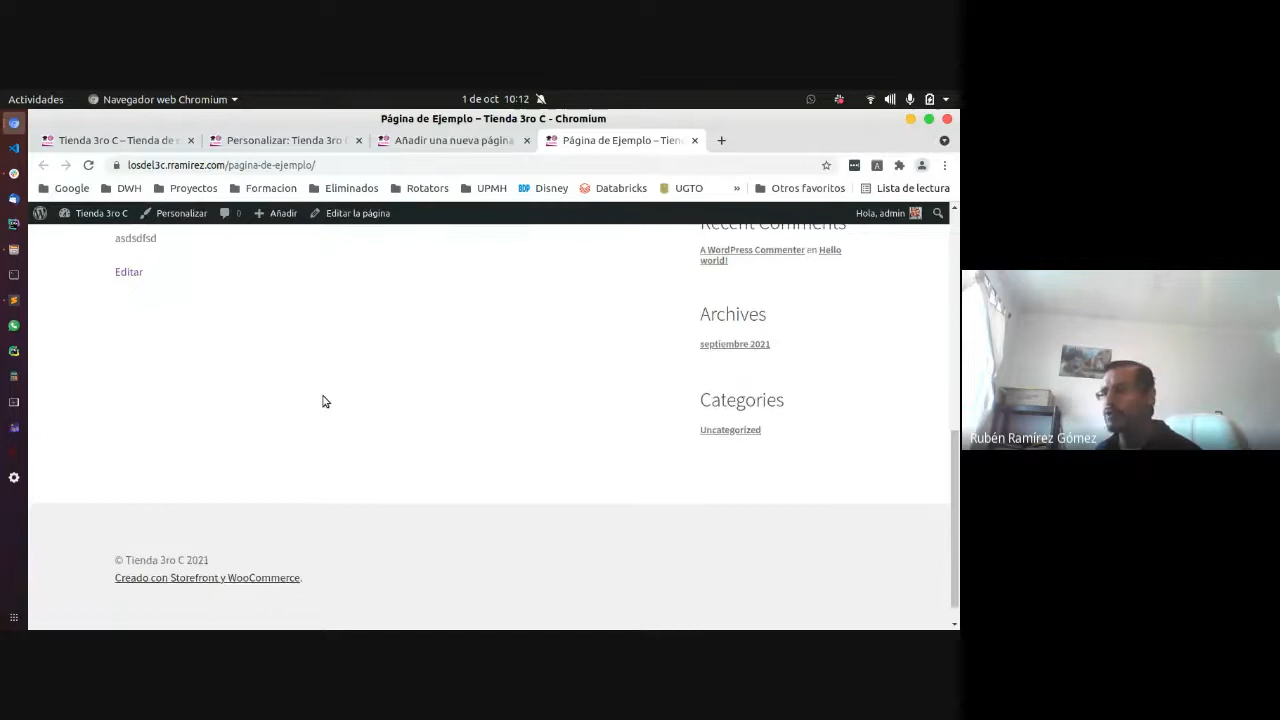 Actividades
Navegador web Chromium
1 de oct 10:12
Página de Ejemplo – Tienda 3ro C - Chromium
Tienda 3ro C – Tienda de
Personalizar: Tienda 3ro
Añadir una nueva página
Página de Ejemplo – Tien
losdel3c.rramirez.com/pagina-de-ejemplo/
Google
DWH
Proyectos
Formacion
Eliminados
Rotators
UPMH
Disney
Databricks
UGTO
»
Otros favoritos
Lista de lectura
Tienda 3ro C
Personalizar
0
Añadir
Editar la página
Hola, admin
asdsdfsd
Editar
Recent Comments
A WordPress Commenter en Hello
world!
Archives
septiembre 2021
Categories
Uncategorized
© Tienda 3ro C 2021
Creado con Storefront y WooCommerce.
Rubén Ramírez Gómez